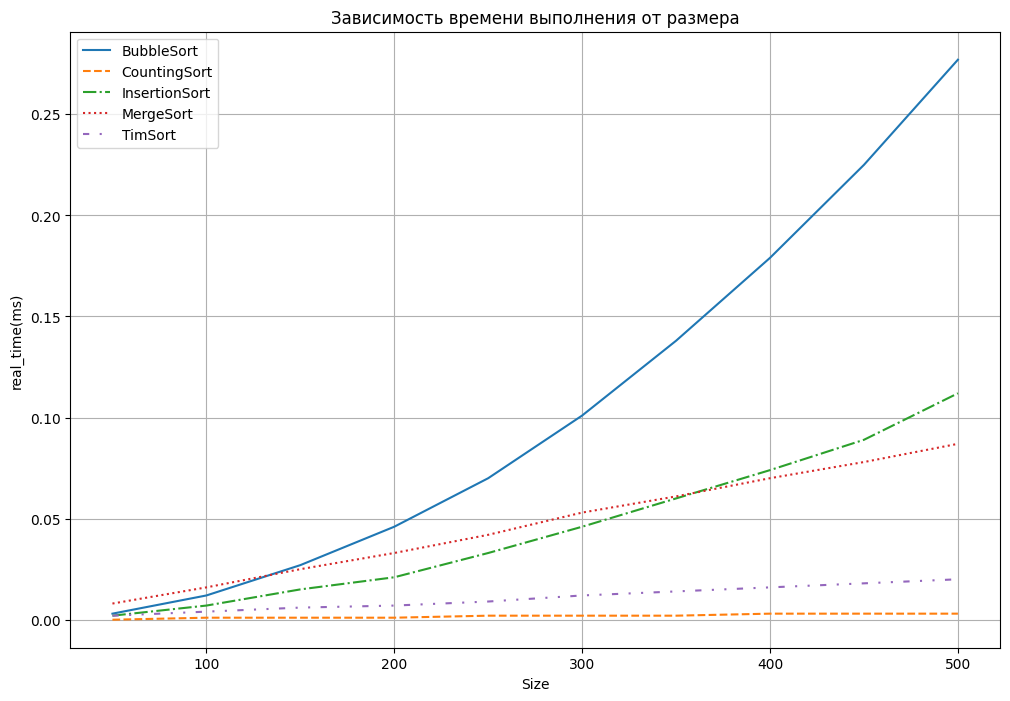 Зависимость времени выполнения от размера
BubbleSort
CountingSort
InsertionSort
MergeSort
TimSort
real_time(ms)
0.25
0.20
0.15
0.10
0.05
0.00
100
200
300
400
500
Size